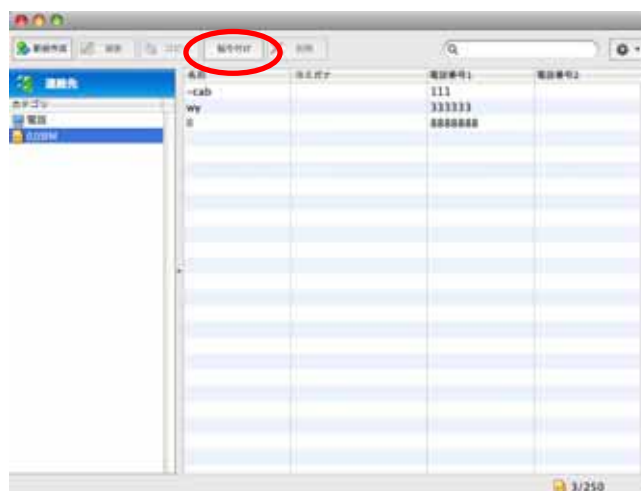 新規作成 編集 コピー 貼り付け 削除
連絡先
カテゴリ
電話
名前 ヨミガナ 電話番号1 電話番号2
~cab 111
wy 333333
8888888
3/250